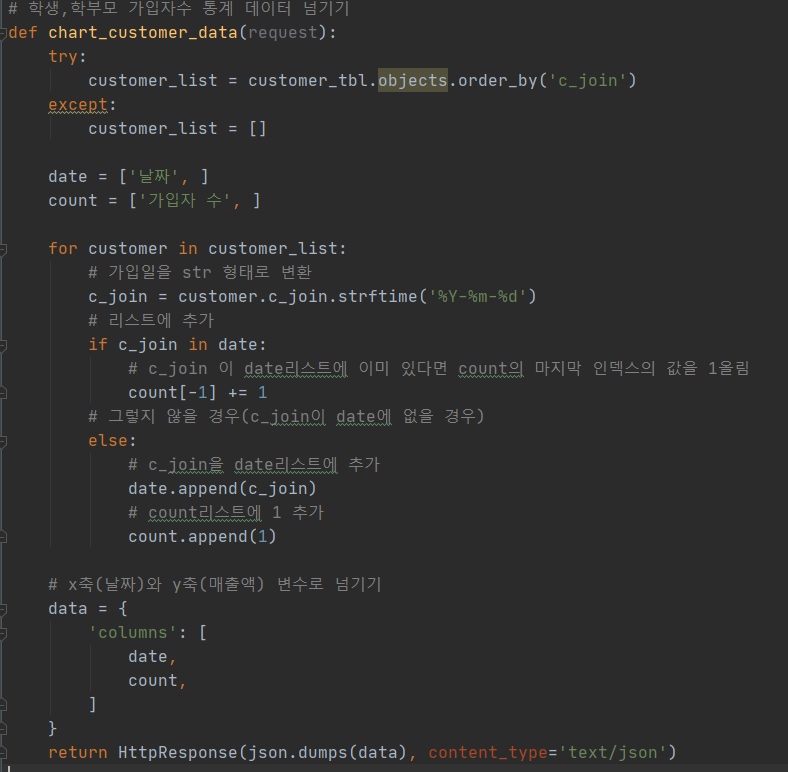 # 학생,학부모 가입자수 통계 데이터 넘기기
def chart_customer_data(request):
    try:
        customer_list = customer_tbl.objects.order_by('c_join')
    except:
        customer_list = []
    date = ['날짜', ]
    count = ['가입자 수', ]
    for customer in customer_list:
        # 가입일을 str 형태로 변환
        c_join = customer.c_join.strftime('%Y-%m-%d')
        # 리스트에 추가
        if c_join in date:
            # c_join 이 date리스트에 이미 있다면 count의 마지막 인덱스의 값을 1올림
            count[-1] += 1
        # 그렇지 않을 경우(c_join이 date에 없을 경우)
        else:
            # c_join을 date리스트에 추가
            date.append(c_join)
            # count리스트에 1 추가
            count.append(1)
    # x축(날짜)와 y축(매출액) 변수로 넘기기
    data = {
        'columns': [
            date,
            count,
        ]
    }
    return HttpResponse(json.dumps(data), content_type='text/json')